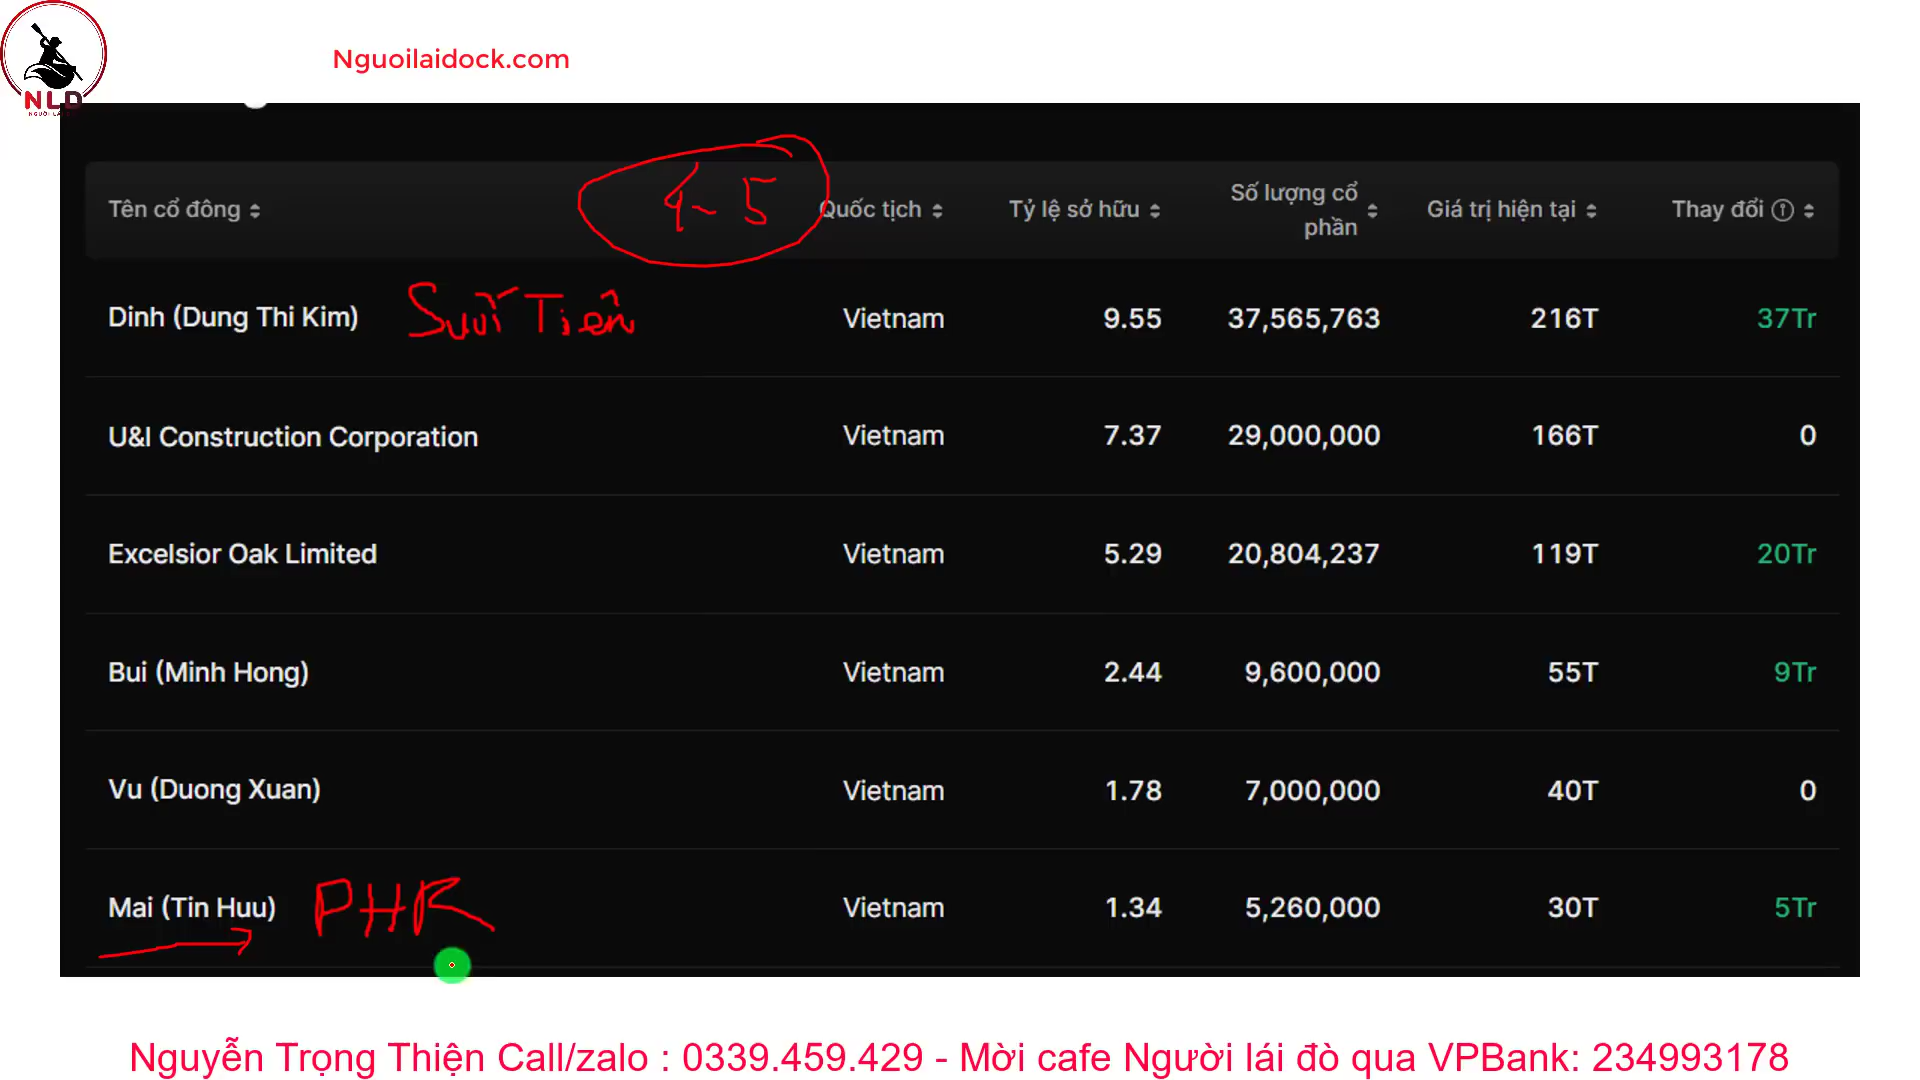 NLD
Nguoilaidock.com
4~5
Tên cổ đông Quốc tịch Tỷ lệ sở hữu Số lượng cổ phần Giá trị hiện tại Thay đổi
Dinh (Dung Thi Kim) Suối Tiên Vietnam 9.55 37,565,763 216T 37Tr
U&I Construction Corporation Vietnam 7.37 29,000,000 166T 0
Excelsior Oak Limited Vietnam 5.29 20,804,237 119T 20Tr
Bui (Minh Hong) Vietnam 2.44 9,600,000 55T 9Tr
Vu (Duong Xuan) Vietnam 1.78 7,000,000 40T 0
Mai (Tin Huu) PHR Vietnam 1.34 5,260,000 30T 5Tr
Nguyễn Trọng Thiện Call/zalo : 0339.459.429 - Mời cafe Người lái đò qua VPBank: 234993178